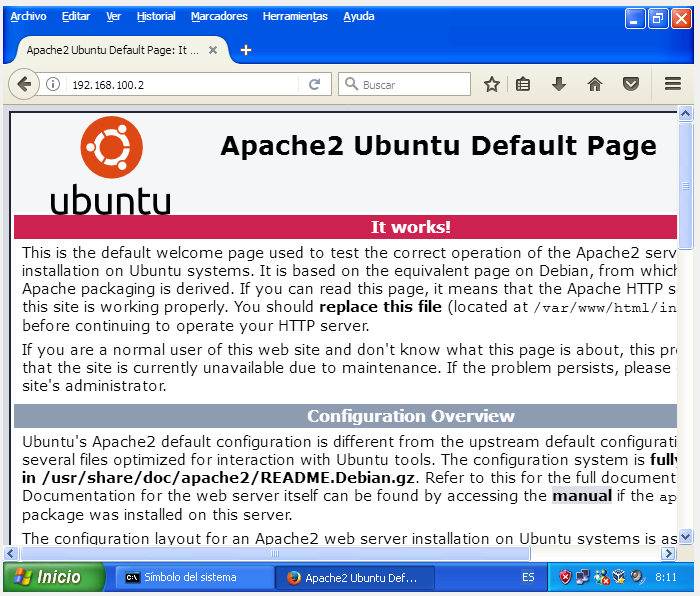 Archivo Editar Ver Historial Marcadores Herramientas Ayuda
Apache2 Ubuntu Default Page: It ...
192.168.100.2 Buscar
ubuntu
Apache2 Ubuntu Default Page
It works!
This is the default welcome page used to test the correct operation of the Apache2 serv
installation on Ubuntu systems. It is based on the equivalent page on Debian, from which
Apache packaging is derived. If you can read this page, it means that the Apache HTTP s
this site is working properly. You should replace this file (located at /var/www/html/in
before continuing to operate your HTTP server.
If you are a normal user of this web site and don't know what this page is about, this pro
that the site is currently unavailable due to maintenance. If the problem persists, please
site's administrator.
Configuration Overview
Ubuntu's Apache2 default configuration is different from the upstream default configurati
several files optimized for interaction with Ubuntu tools. The configuration system is fully
in /usr/share/doc/apache2/README.Debian.gz. Refer to this for the full document
Documentation for the web server itself can be found by accessing the manual if the ap
package was installed on this server.
The configuration layout for an Apache2 web server installation on Ubuntu systems is as
Inicio Símbolo del sistema Apache2 Ubuntu Def... ES 8:11